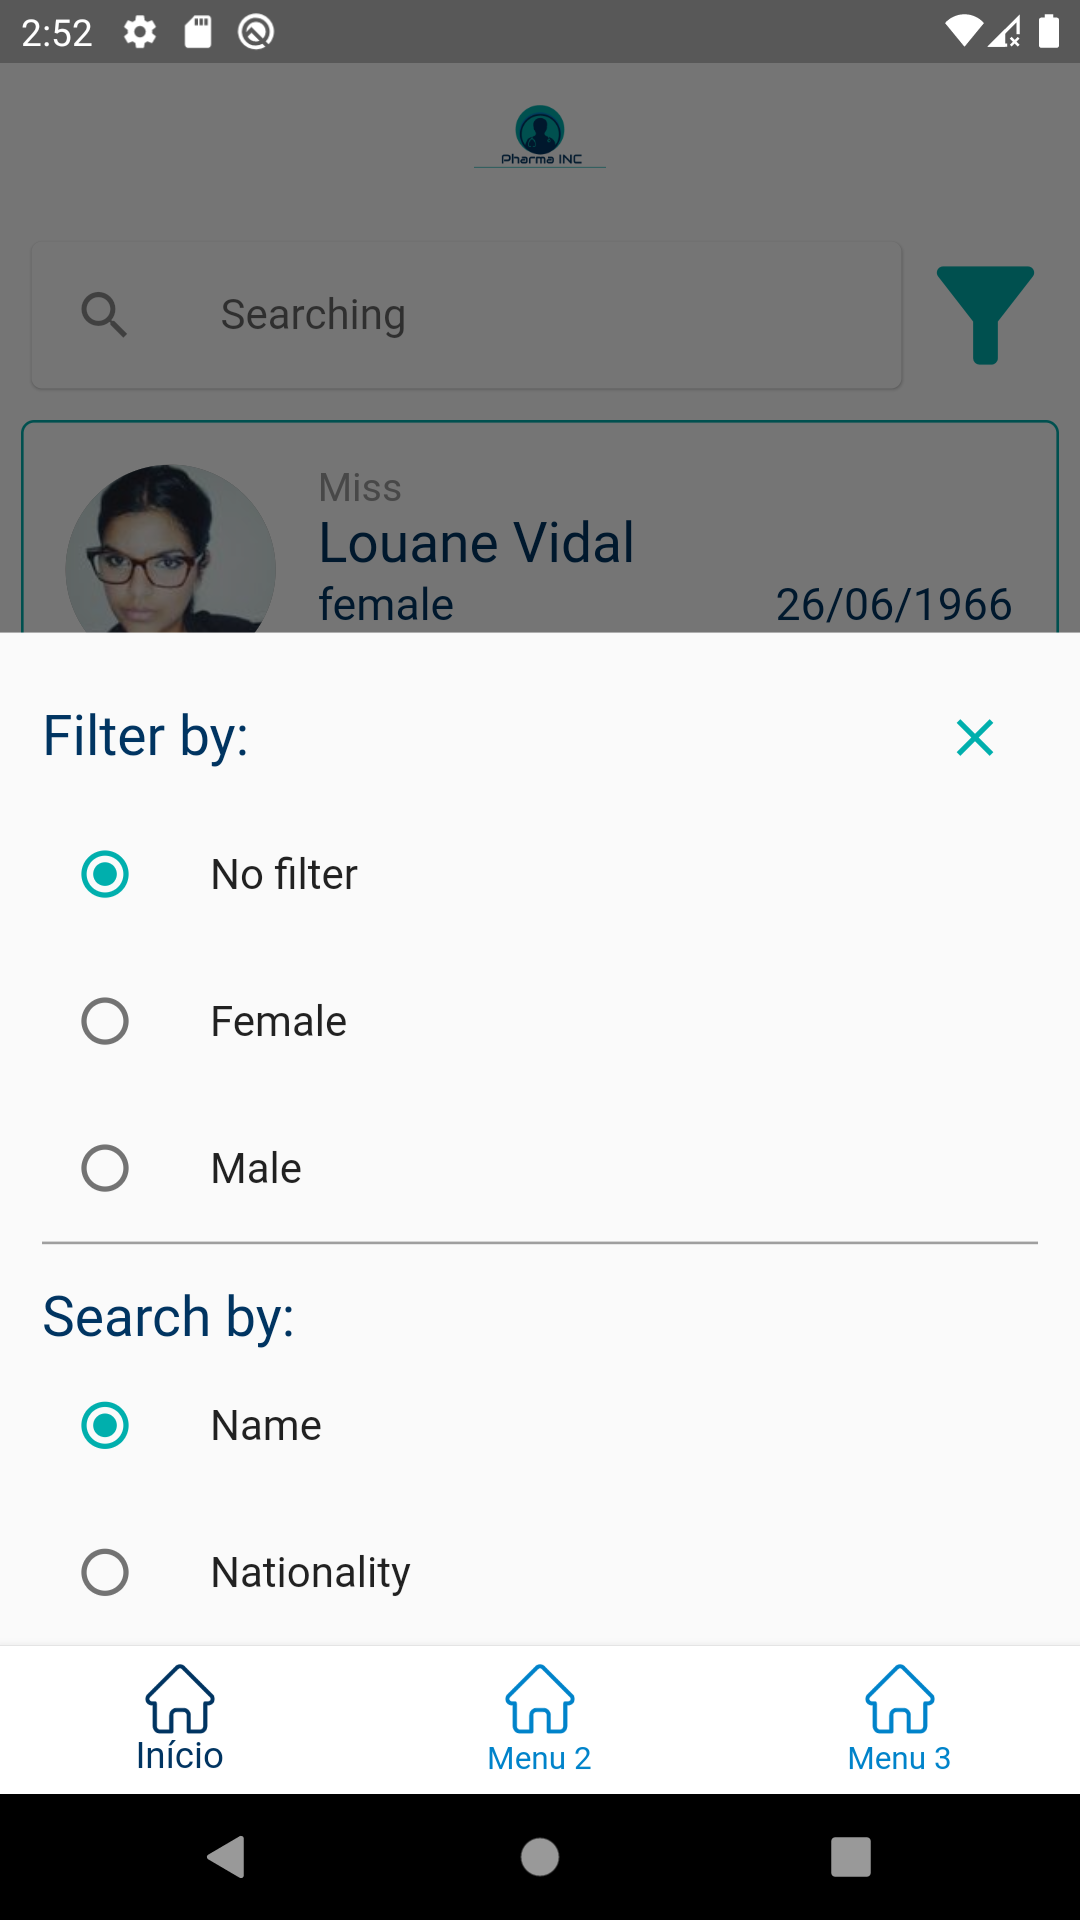 2:52
Pharma INC
Searching
Miss
Louane Vidal
female 26/06/1966
Filter by:
No filter
Female
Male
Search by:
Name
Nationality
Início Menu 2 Menu 3